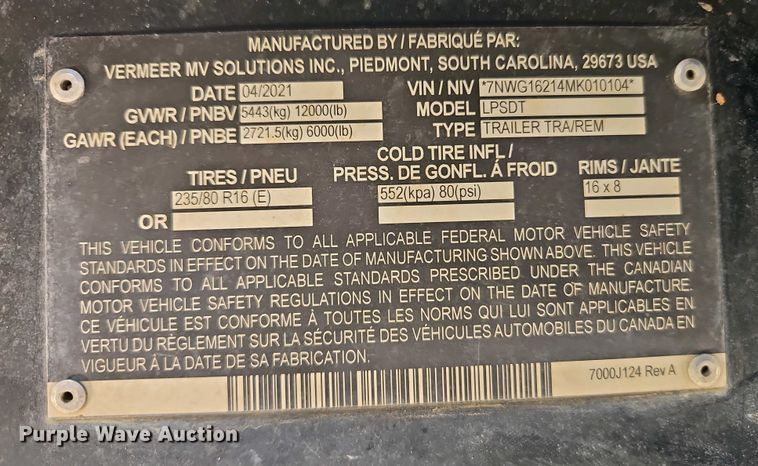 MANUFACTURED BY / FABRIQUÉ PAR:
VERMEER MV SOLUTIONS INC., PIEDMONT, SOUTH CAROLINA, 29673 USA
DATE 04/2021 VIN / NIV *7NWG16214MK010104*
GVWR / PNBV 5443(kg) 12000(lb) MODEL LPSDT
GAWR (EACH) / PNBE 2721.5(kg) 6000(lb) TYPE TRAILER TRA/REM
COLD TIRE INFL /
TIRES / PNEU PRESS. DE GONFL. Á FROID RIMS / JANTE
235/80 R16 (E) 552(kpa) 80(psi) 16 x 8
OR
THIS VEHICLE CONFORMS TO ALL APPLICABLE FEDERAL MOTOR VEHICLE SAFETY
STANDARDS IN EFFECT ON THE DATE OF MANUFACTURING SHOWN ABOVE. THIS VEHICLE
CONFORMS TO ALL APPLICABLE STANDARDS PRESCRIBED UNDER THE CANADIAN
MOTOR VEHICLE SAFETY REGULATIONS IN EFFECT ON THE DATE OF MANUFACTURE.
CE VÉHICULE EST CONFORME À TOUTES LES NORMS QUI LUI SONT APPLICABLES EN
VERTU DU RÈGLEMENT SUR LA SÉCURITÉ DES VÉHICULES AUTOMOBILES DU CANADA EN
VIGUEUR À LA DATE DE SA FABRICATION.
7000J124 Rev A
Purple Wave Auction